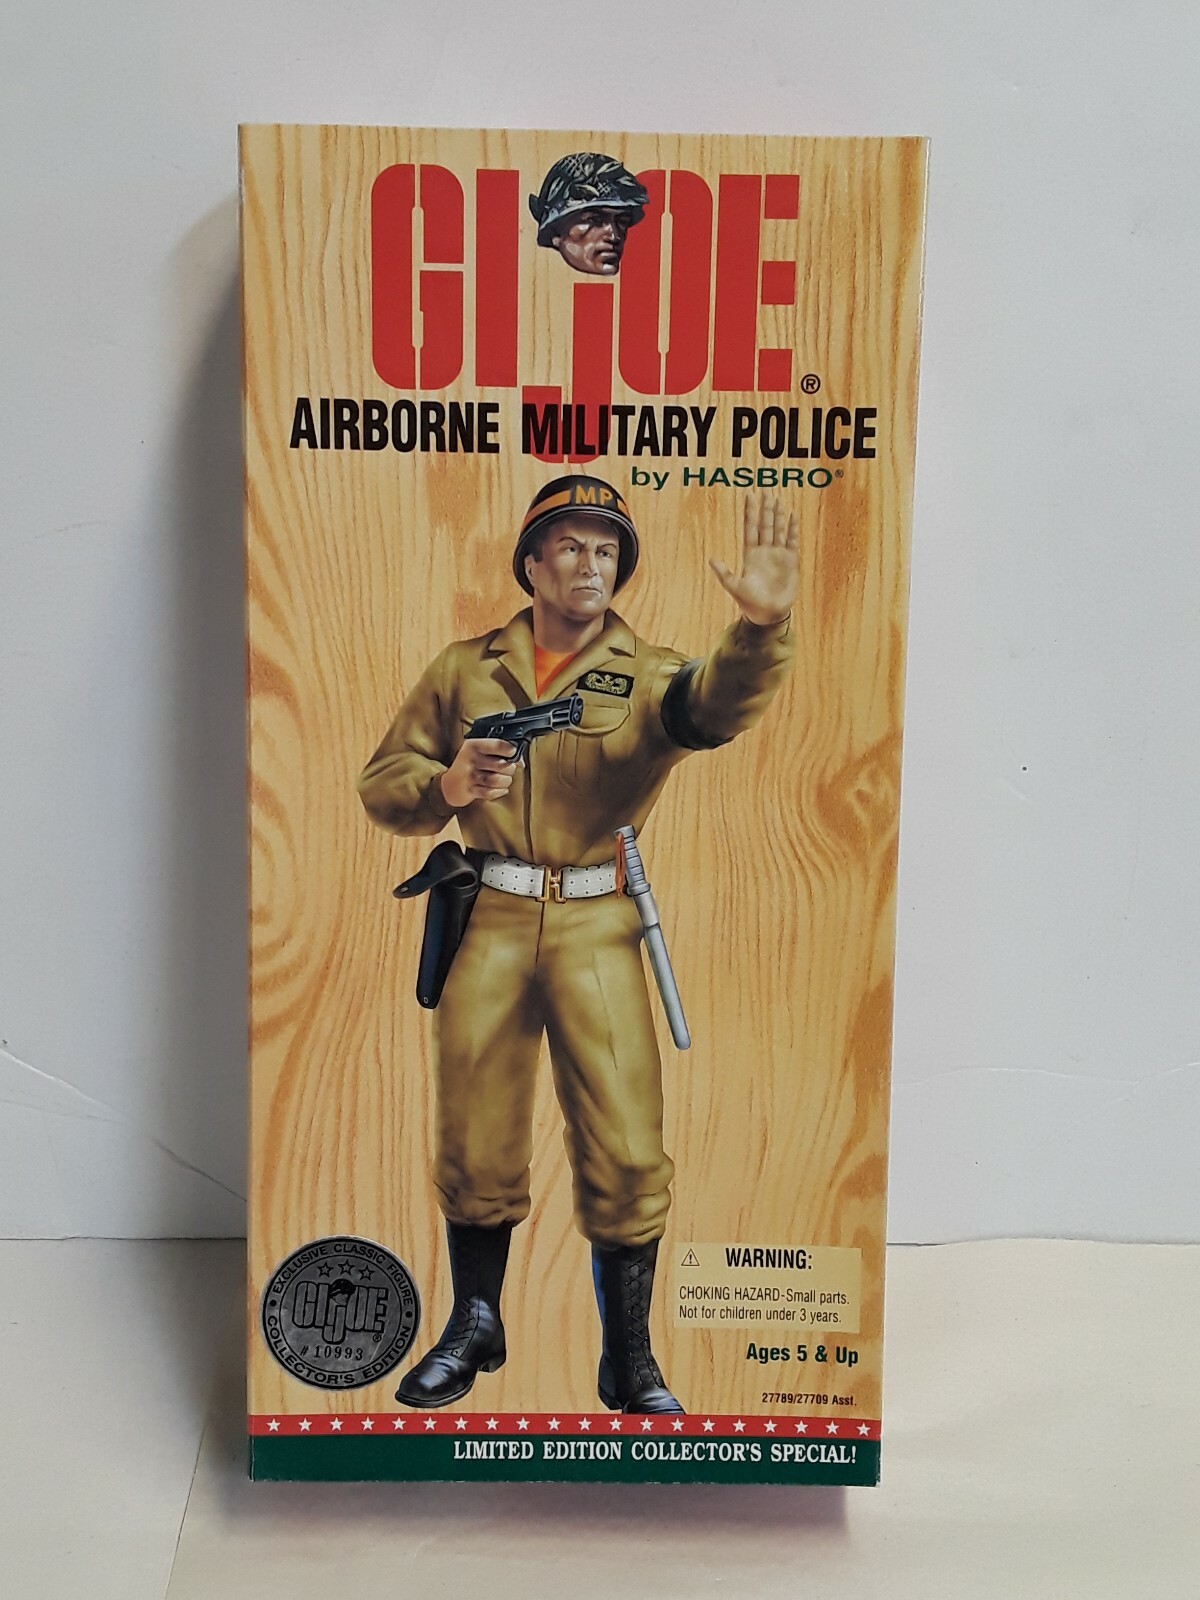 GI JOE®
AIRBORNE MILITARY POLICE
by HASBRO®
MP
EXCLUSIVE CLASSIC FIGURE
GI JOE®
#10993
COLLECTOR'S EDITION
WARNING:
CHOKING HAZARD-Small parts.
Not for children under 3 years.
Ages 5 & Up
27789/27709 Asst.
LIMITED EDITION COLLECTOR'S SPECIAL!